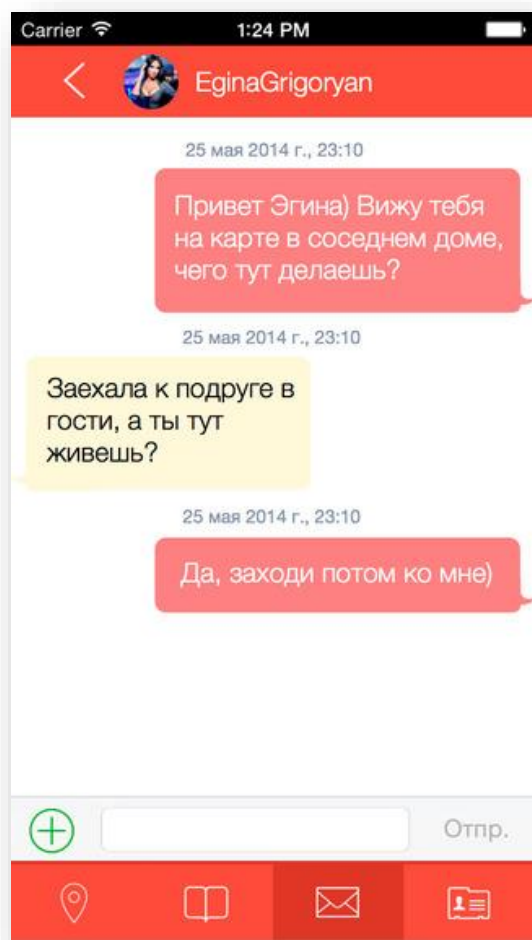 Carrier 1:24 PM
EginaGrigoryan
25 мая 2014 г., 23:10
Привет Эгина) Вижу тебя
на карте в соседнем доме,
чего тут делаешь?
25 мая 2014 г., 23:10
Заехала к подруге в
гости, а ты тут
живешь?
25 мая 2014 г., 23:10
Да, заходи потом ко мне)
Отпр.